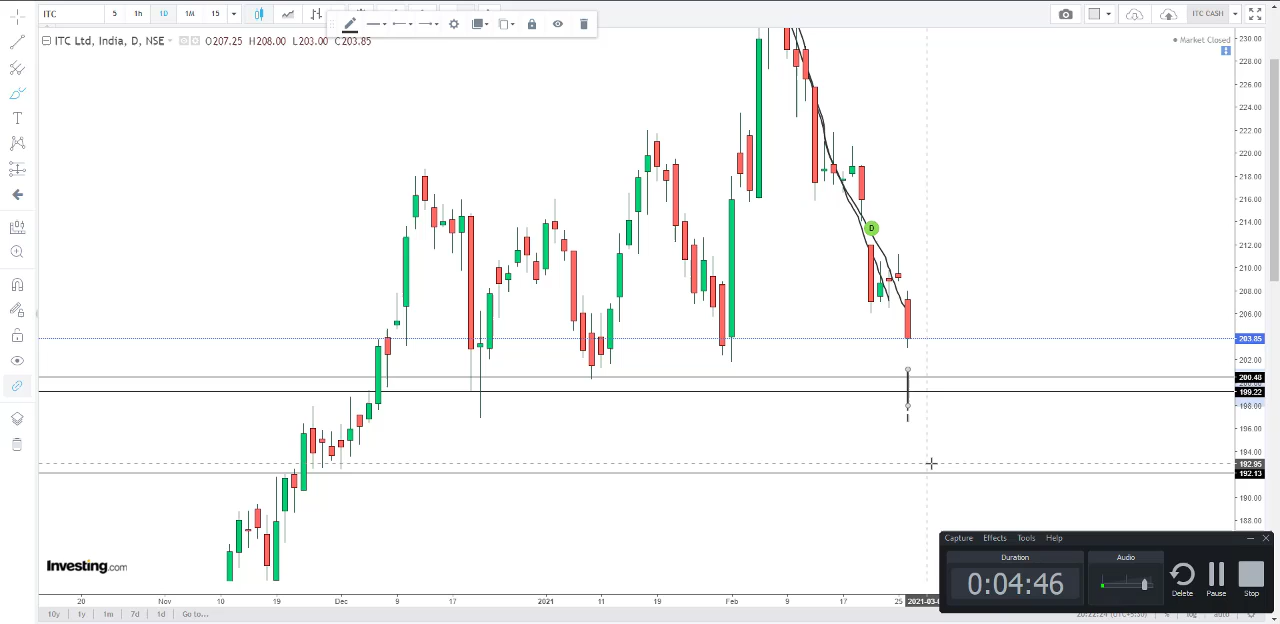 ITC 5 1h 1D 1M 15
ITC Ltd, India, D, NSE O207.25 H208.00 L203.00 C203.85
ITC CASH
Market Closed
230.00
228.00
226.00
224.00
222.00
220.00
218.00
216.00
214.00
212.00
210.00
208.00
206.00
203.85
202.00
200.48
199.22
198.00
196.00
194.00
192.95
192.13
190.00
188.00
D
T
Investing.com
20 Nov 10 19 Dec 9 17 2021 11 19 Feb 9 17 25
10y 1y 1m 7d 1d Go to...
Capture Effects Tools Help
Duration
Audio
0:04:46
Delete Pause Stop